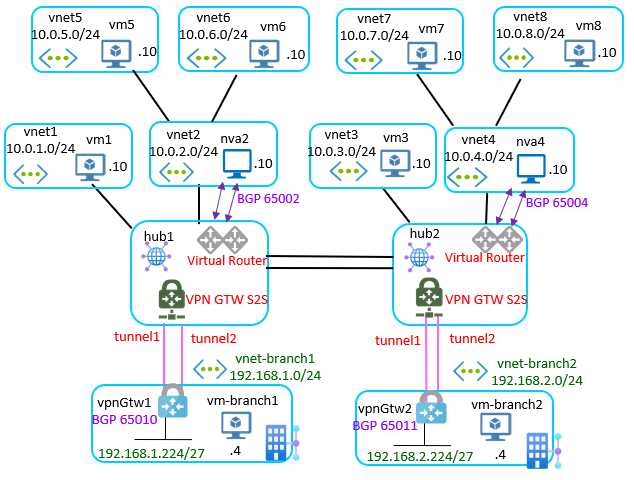 vnet5
10.0.5.0/24
vm5
.10
vnet6
10.0.6.0/24
vm6
.10
vnet7
10.0.7.0/24
vm7
.10
vnet8
10.0.8.0/24
vm8
.10
vnet1
10.0.1.0/24
vm1
.10
vnet2
10.0.2.0/24
nva2
.10
BGP 65002
vnet3
10.0.3.0/24
vm3
.10
vnet4
10.0.4.0/24
nva4
.10
BGP 65004
hub1
Virtual Router
VPN GTW S2S
hub2
Virtual Router
VPN GTW S2S
tunnel1
tunnel2
tunnel1
tunnel2
vnet-branch1
192.168.1.0/24
vnet-branch2
192.168.2.0/24
vpnGtw1
BGP 65010
vm-branch1
.4
192.168.1.224/27
vpnGtw2
BGP 65011
vm-branch2
.4
192.168.2.224/27